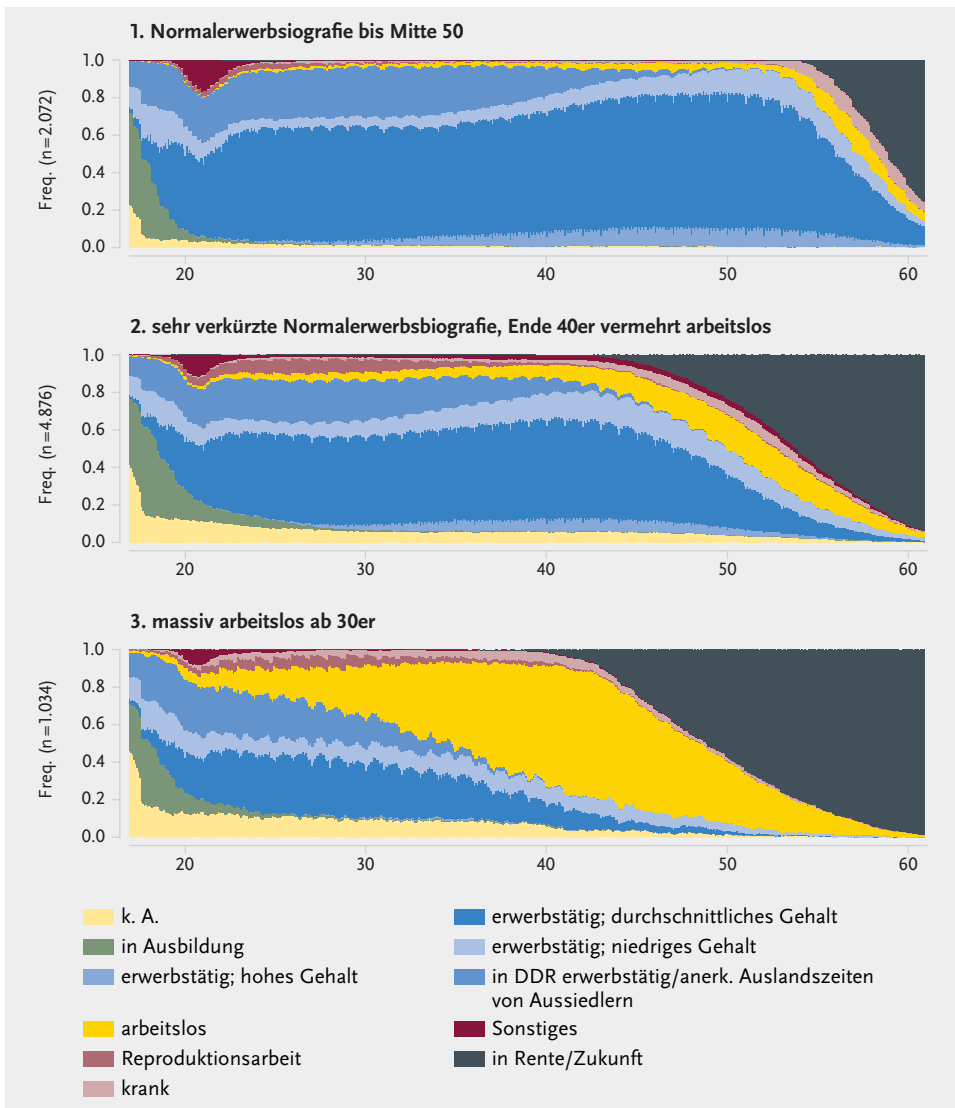 1. Normalerwerbsiografie bis Mitte 50
Freq. (n=2.072)
1.0
0.8
0.6
0.4
0.2
0.0
20 30 40 50 60
2. sehr verkürzte Normalerwerbsbiografie, Ende 40er vermehrt arbeitslos
Freq. (n=4.876)
1.0
0.8
0.6
0.4
0.2
0.0
20 30 40 50 60
3. massiv arbeitslos ab 30er
Freq. (n=1.034)
1.0
0.8
0.6
0.4
0.2
0.0
20 30 40 50 60
k. A.
in Ausbildung
erwerbstätig; hohes Gehalt
arbeitslos
Reproduktionsarbeit
krank
erwerbstätig; durchschnittliches Gehalt
erwerbstätig; niedriges Gehalt
in DDR erwerbstätig/anerk. Auslandszeiten
von Aussiedlern
Sonstiges
in Rente/Zukunft